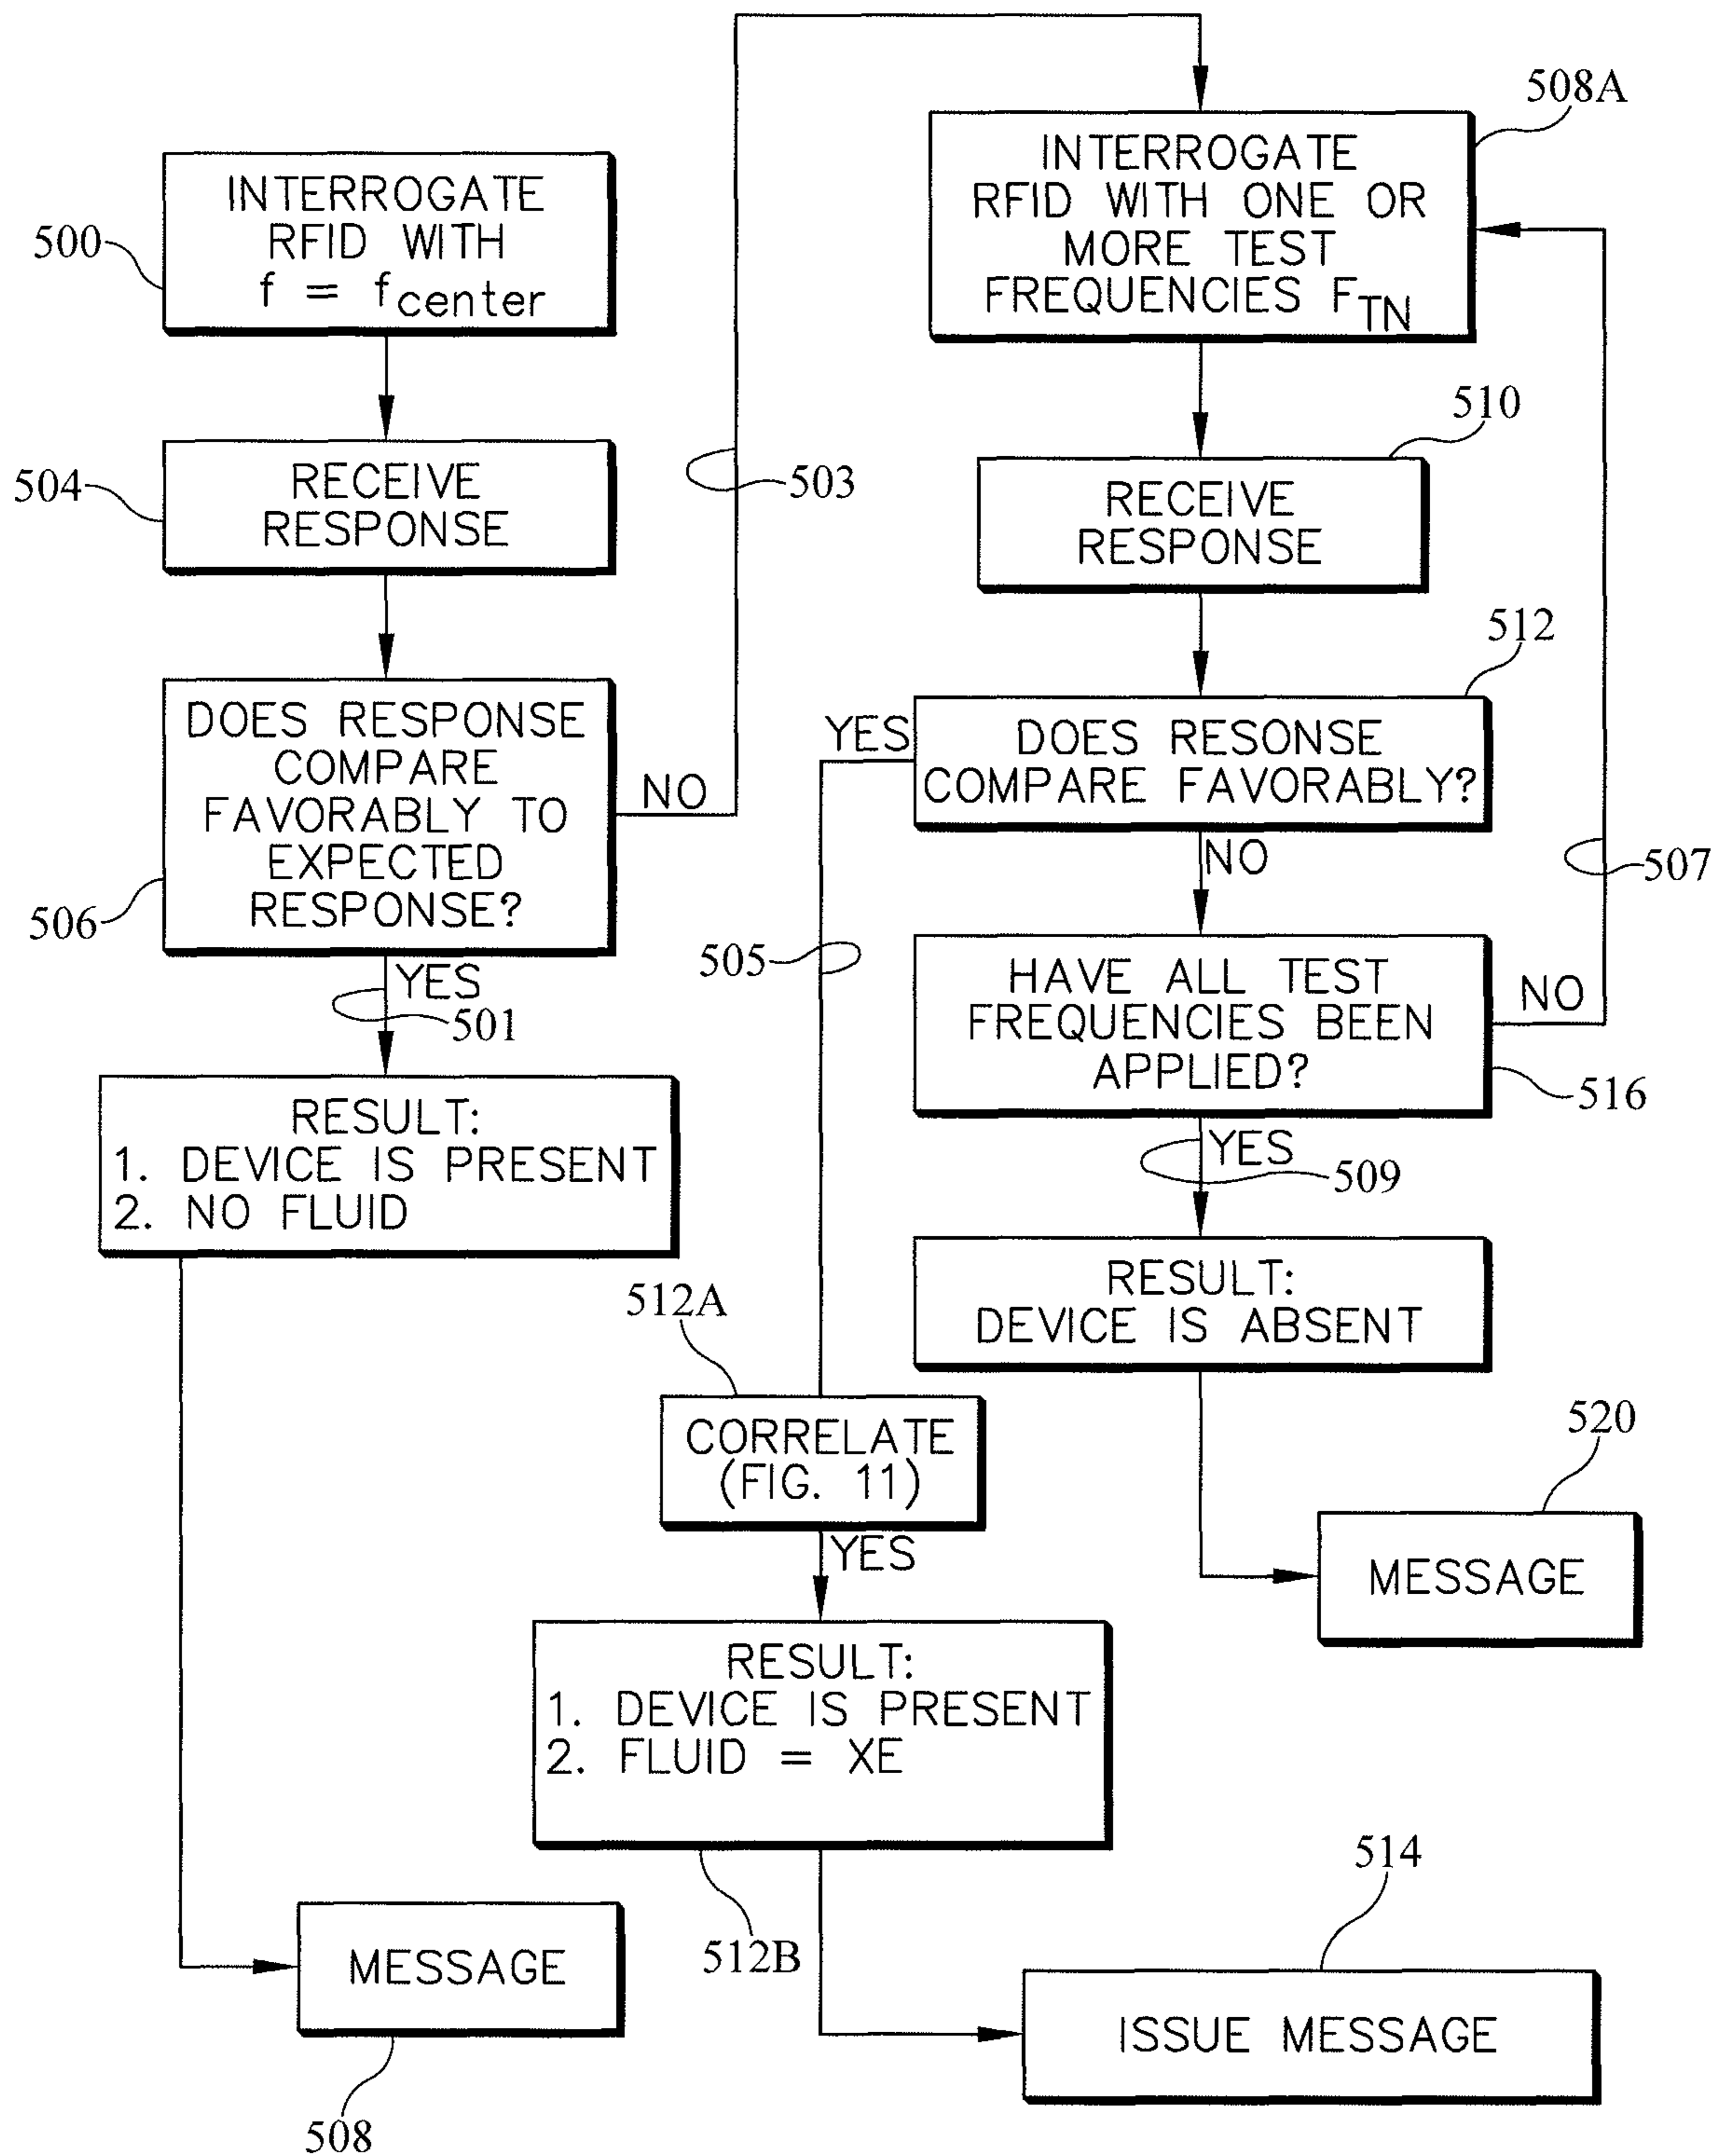 INTERROGATE
RFID WITH
f = fcenter
500
RECEIVE
RESPONSE
504
DOES RESPONSE
COMPARE
FAVORABLY TO
EXPECTED
RESPONSE?
506
NO
503
YES
501
RESULT:
1. DEVICE IS PRESENT
2. NO FLUID
MESSAGE
508
508A
INTERROGATE
RFID WITH ONE OR
MORE TEST
FREQUENCIES FTN
510
RECEIVE
RESPONSE
512
DOES RESONSE
COMPARE FAVORABLY?
YES
505
NO
507
HAVE ALL TEST
FREQUENCIES BEEN
APPLIED?
NO
516
YES
509
RESULT:
DEVICE IS ABSENT
520
MESSAGE
512A
CORRELATE
(FIG. 11)
YES
RESULT:
1. DEVICE IS PRESENT
2. FLUID = XE
512B
514
ISSUE MESSAGE